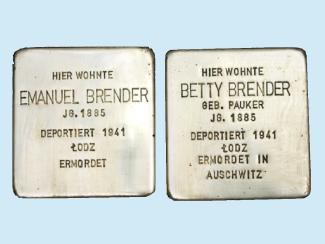 HIER WOHNTE
EMANUEL BRENDER
JG. 1885
DEPORTIERT 1941
ŁODZ
ERMORDET
HIER WOHNTE
BETTY BRENDER
GEB. PAUKER
JG. 1885
DEPORTIERT 1941
ŁODZ
ERMORDET IN
AUSCHWITZ